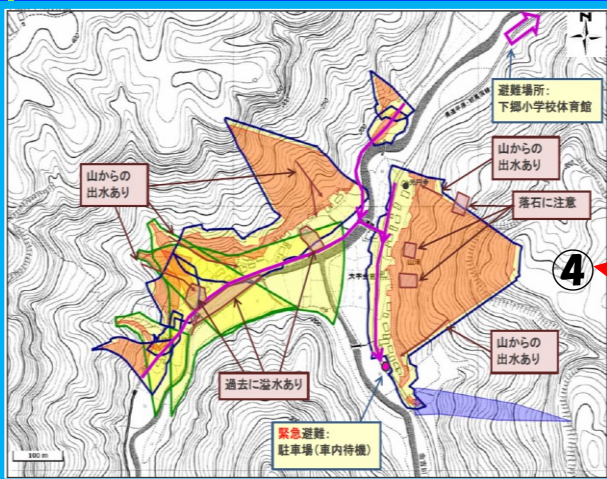 N
避難場所:
下郷小学校体育館
山からの
出水あり
山からの
出水あり
落石に注意
④
山からの
出水あり
過去に溢水あり
緊急避難:
駐車場(車内待機)
100 m